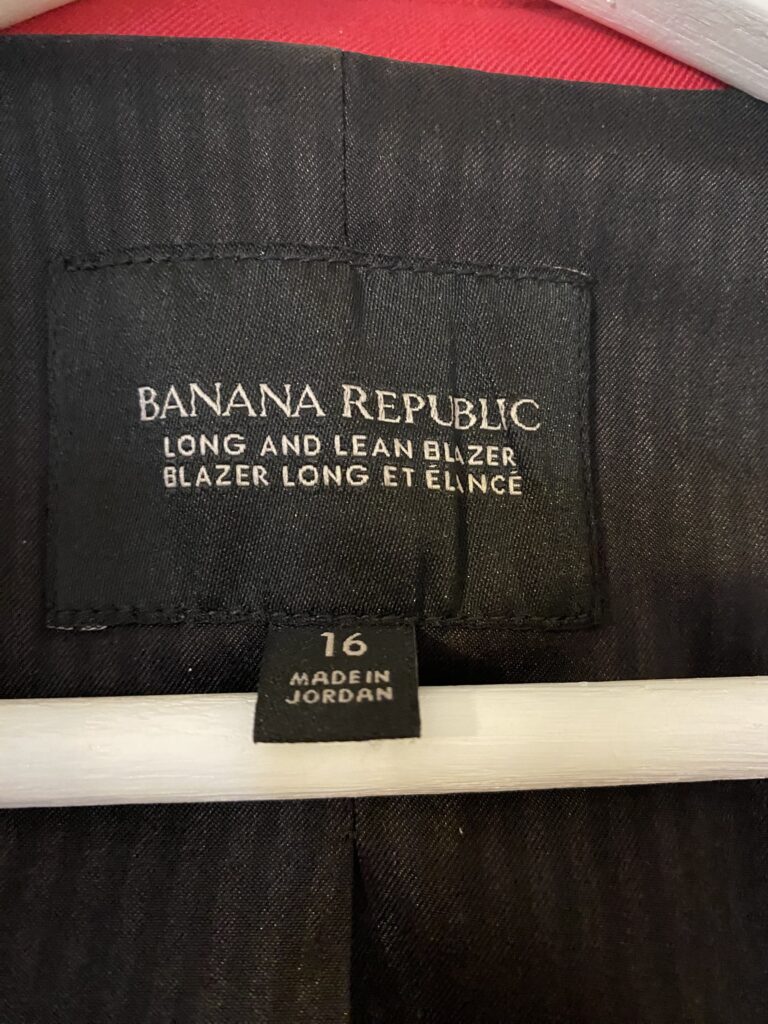 BANANA REPUBLIC
LONG AND LEAN BLAZER
BLAZER LONG ET ÉLANCÉ
16
MADE IN
JORDAN